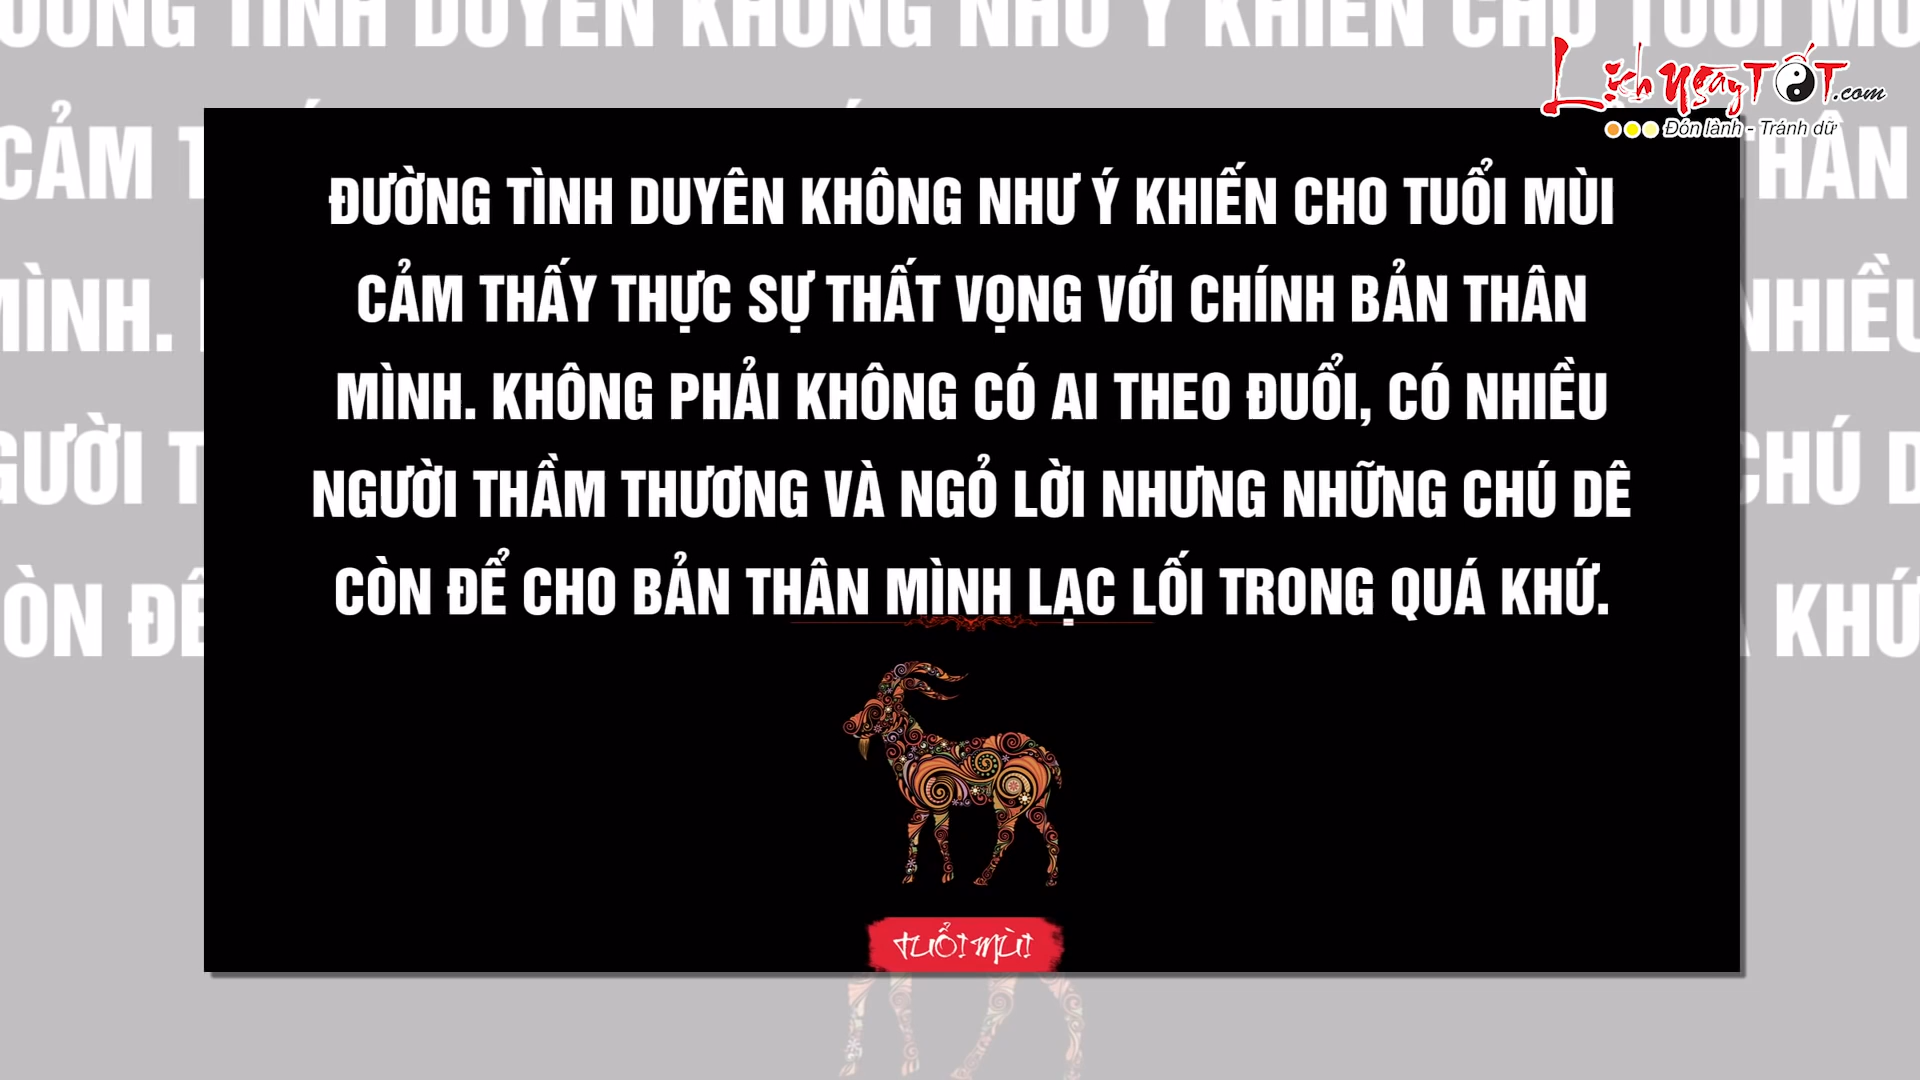 LịchNgàyTỐT.com
Đón lành - Tránh dữ
ĐƯỜNG TÌNH DUYÊN KHÔNG NHƯ Ý KHIẾN CHO TUỔI MÙI
CẢM THẤY THỰC SỰ THẤT VỌNG VỚI CHÍNH BẢN THÂN
MÌNH. KHÔNG PHẢI KHÔNG CÓ AI THEO ĐUỔI, CÓ NHIỀU
NGƯỜI THẦM THƯƠNG VÀ NGỎ LỜI NHƯNG NHỮNG CHÚ DÊ
CÒN ĐỂ CHO BẢN THÂN MÌNH LẠC LỐI TRONG QUÁ KHỨ.
tuổi mùi